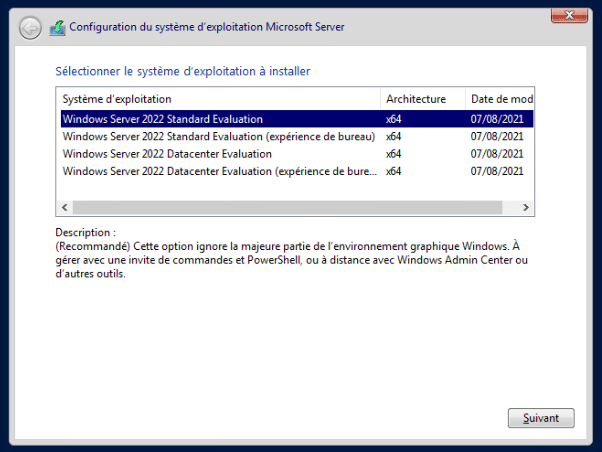 Configuration du système d'exploitation Microsoft Server
Sélectionner le système d'exploitation à installer
Système d'exploitation Architecture Date de mod
Windows Server 2022 Standard Evaluation x64 07/08/2021
Windows Server 2022 Standard Evaluation (expérience de bureau) x64 07/08/2021
Windows Server 2022 Datacenter Evaluation x64 07/08/2021
Windows Server 2022 Datacenter Evaluation (expérience de bure... x64 07/08/2021
Description :
(Recommandé) Cette option ignore la majeure partie de l'environnement graphique Windows. À
gérer avec une invite de commandes et PowerShell, ou à distance avec Windows Admin Center ou
d'autres outils.
Suivant